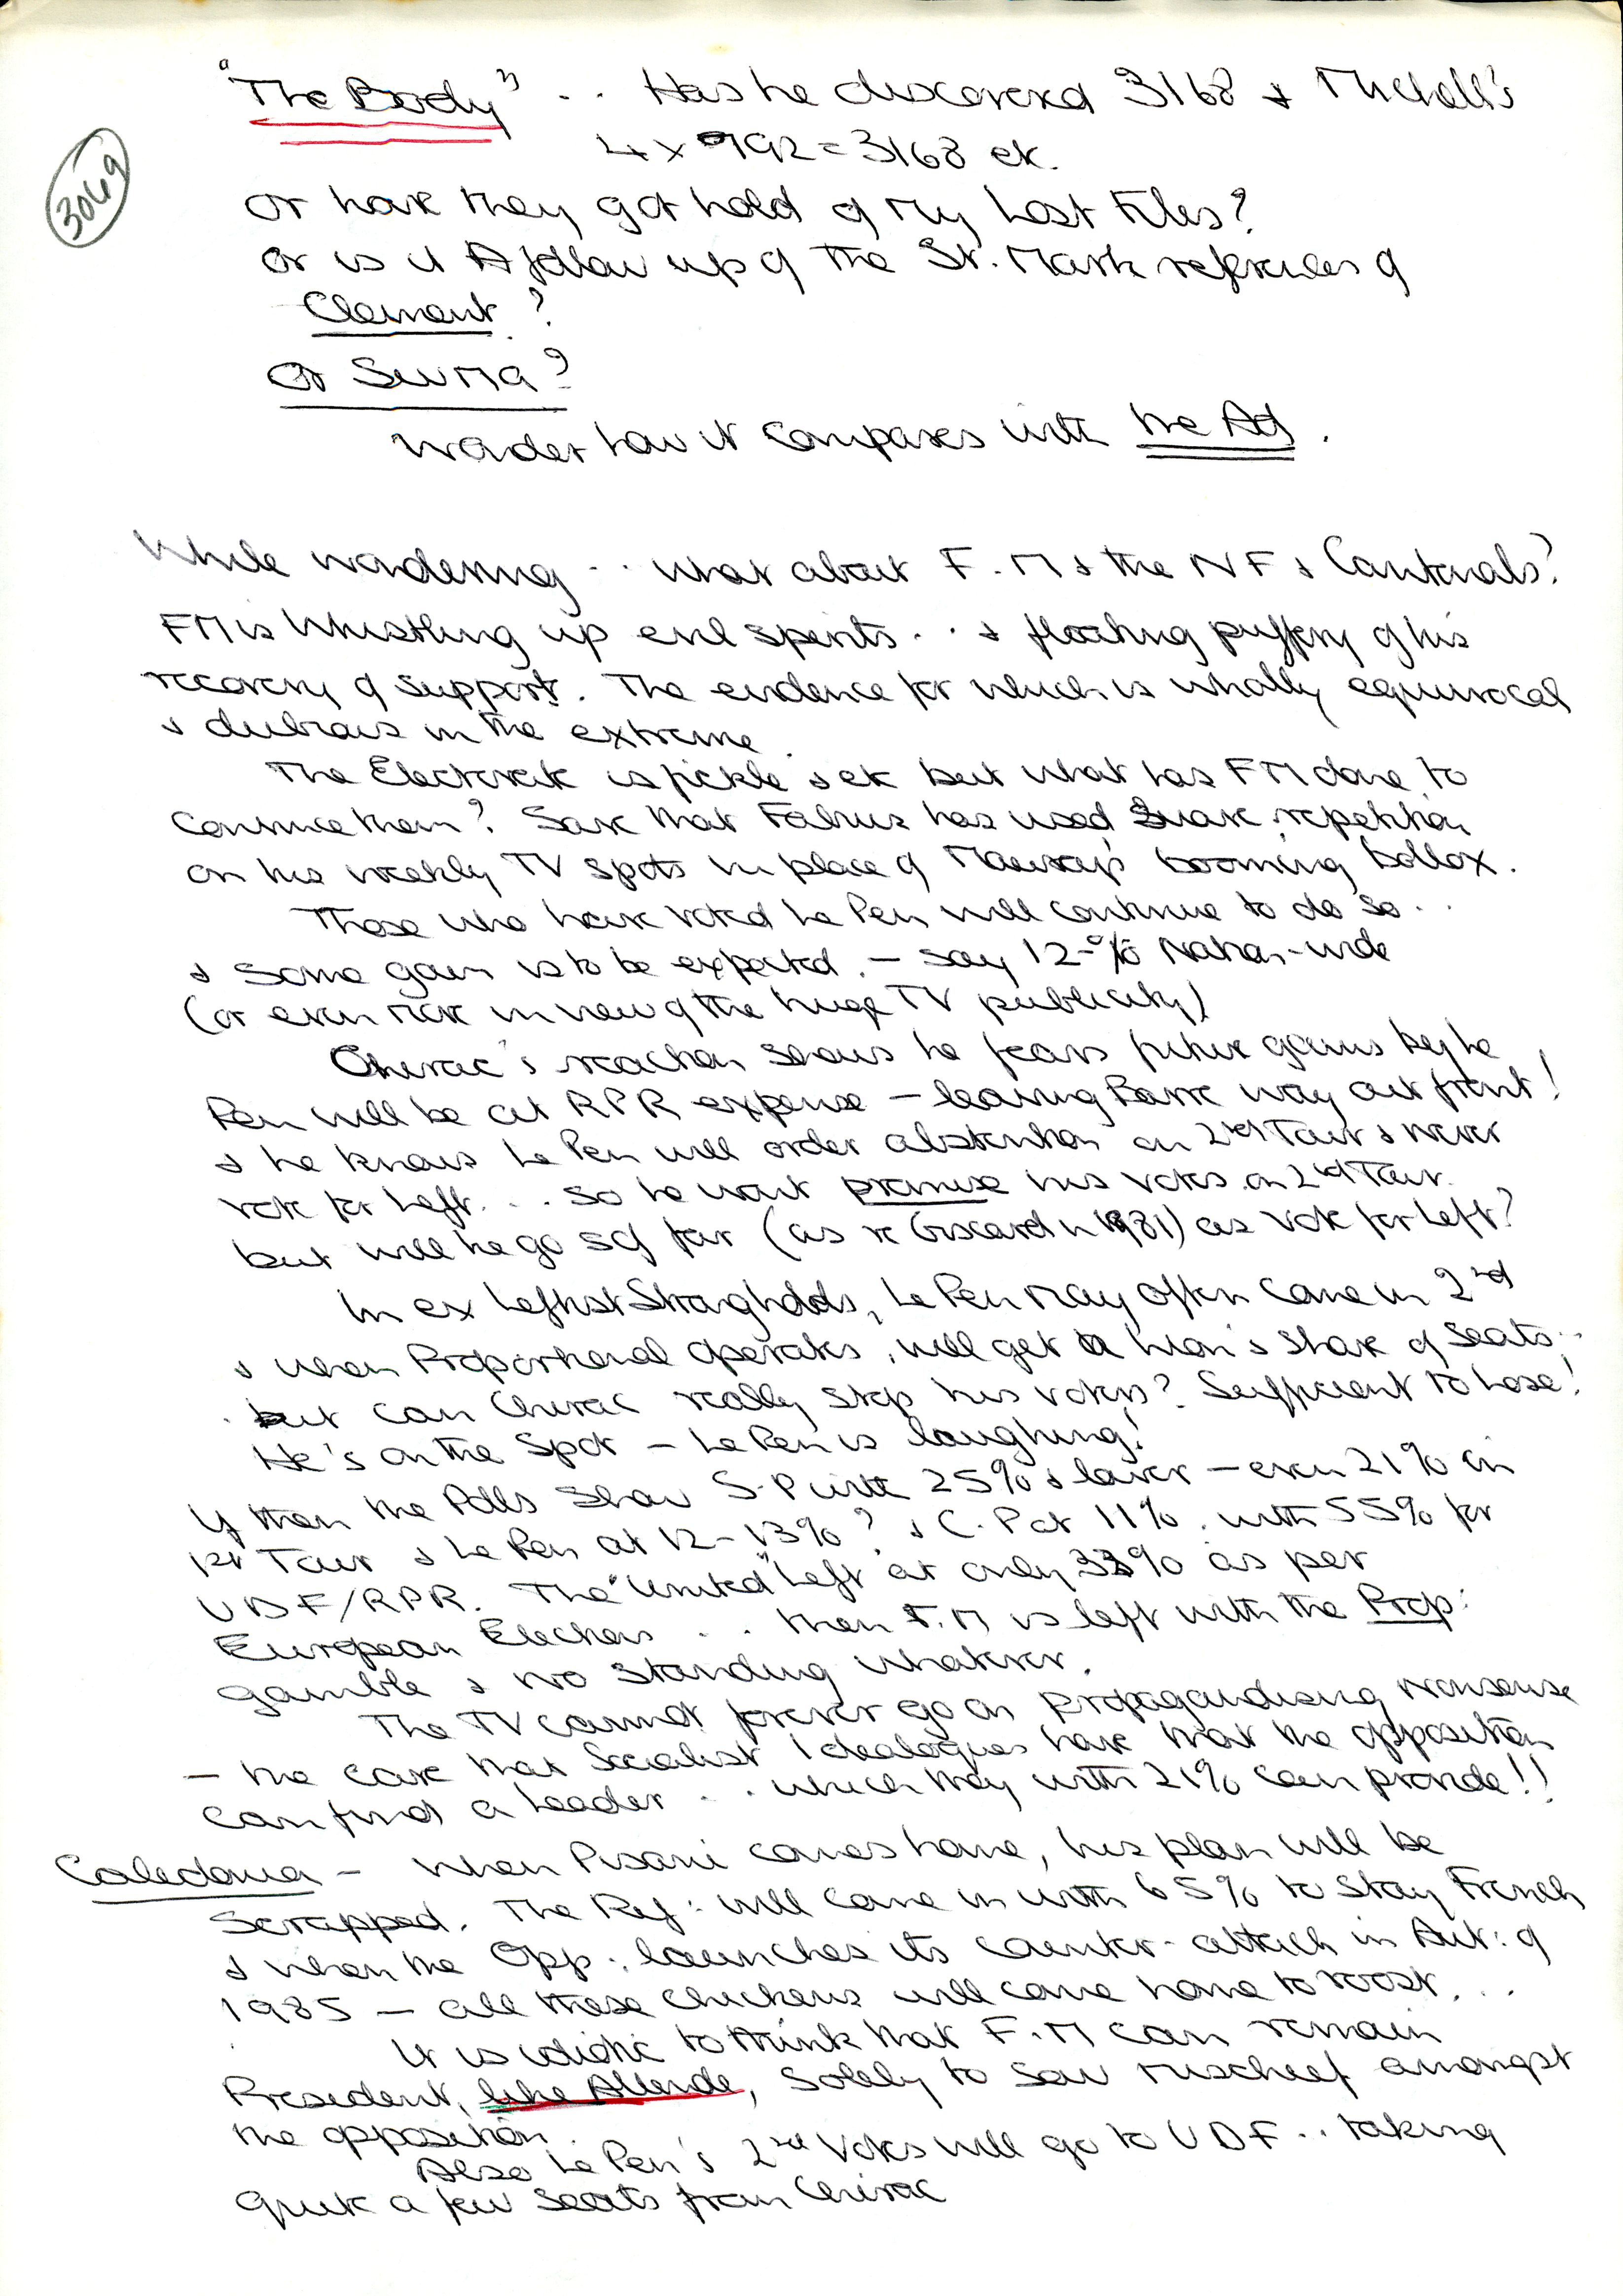 "The Body" .. Has he discovered 3168 & Michell's
4 x 792 = 3168 etc.
3069
Or have they got hold of my Lost Files?
Or is it A follow up of the St. Mark references of
Clement?
Or
Wonder how it compares with the Ag.
While wondering .. what about F.M & the NF & Cantonals?
FM is Whistling up evil spirits ... & floating puffery of his
recovery of support. The evidence for which is wholly equivocal
& dubious in the extreme.
The Electorate is fickle & etc but what has FM done to
convince them? Save that Fabius has used suave repetition
on his weekly TV spots in place of Mauroy's booming bollox.
Those who have voted Le Pen will continue to do so ..
& some gain is to be expected. – say 12-% Nation-wide
(or even more in view of the huge TV publicity)
Chirac's reaction shows he fears future gains by Le
Pen will be at RPR expense – leaving Barre way out front!
& he knows Le Pen will order abstention on 2nd Tour & never
vote for Left ... so he wont promise his votes on 2nd Tour.
but will he go so far (as re Giscard in 1981) as vote for Left?
In ex Leftist Strongholds, Le Pen may often come in 2nd
& when Proportional operates, will get a Lion's share of seats ..
. but can Chirac really stop his voters? Sufficient to Lose!
He's on the Spot – Le Pen is laughing!
If then the Polls show S.P with 25% & lower – even 21% on
1st Tour & Le Pen at 12-13%? & C.P at 11%. with 55% for
UDF/RPR. The "United" Left at only 33% as per
European Elections .. then F.M is left with the Prop:
gamble & no standing whatever.
The TV cannot forever go on propagandising nonsense
– the care that Socialist Idealogues have that the opposition
can find a Leader .. which they with 21% can provide!!
Caledonia – When Pisani comes home, his plan will be
Scrapped. The Ref: will come in with 65% to stay French
& when the Opp: launches its counter-attack in Aut: of
1985 – all these chickens will come home to roost ...
It is idiotic to think that F.M can remain
President, like Allende, solely to sow mischief amongst
the opposition.
Also Le Pen's 2nd Votes will go to UDF .. taking
quite a few seats from Chirac